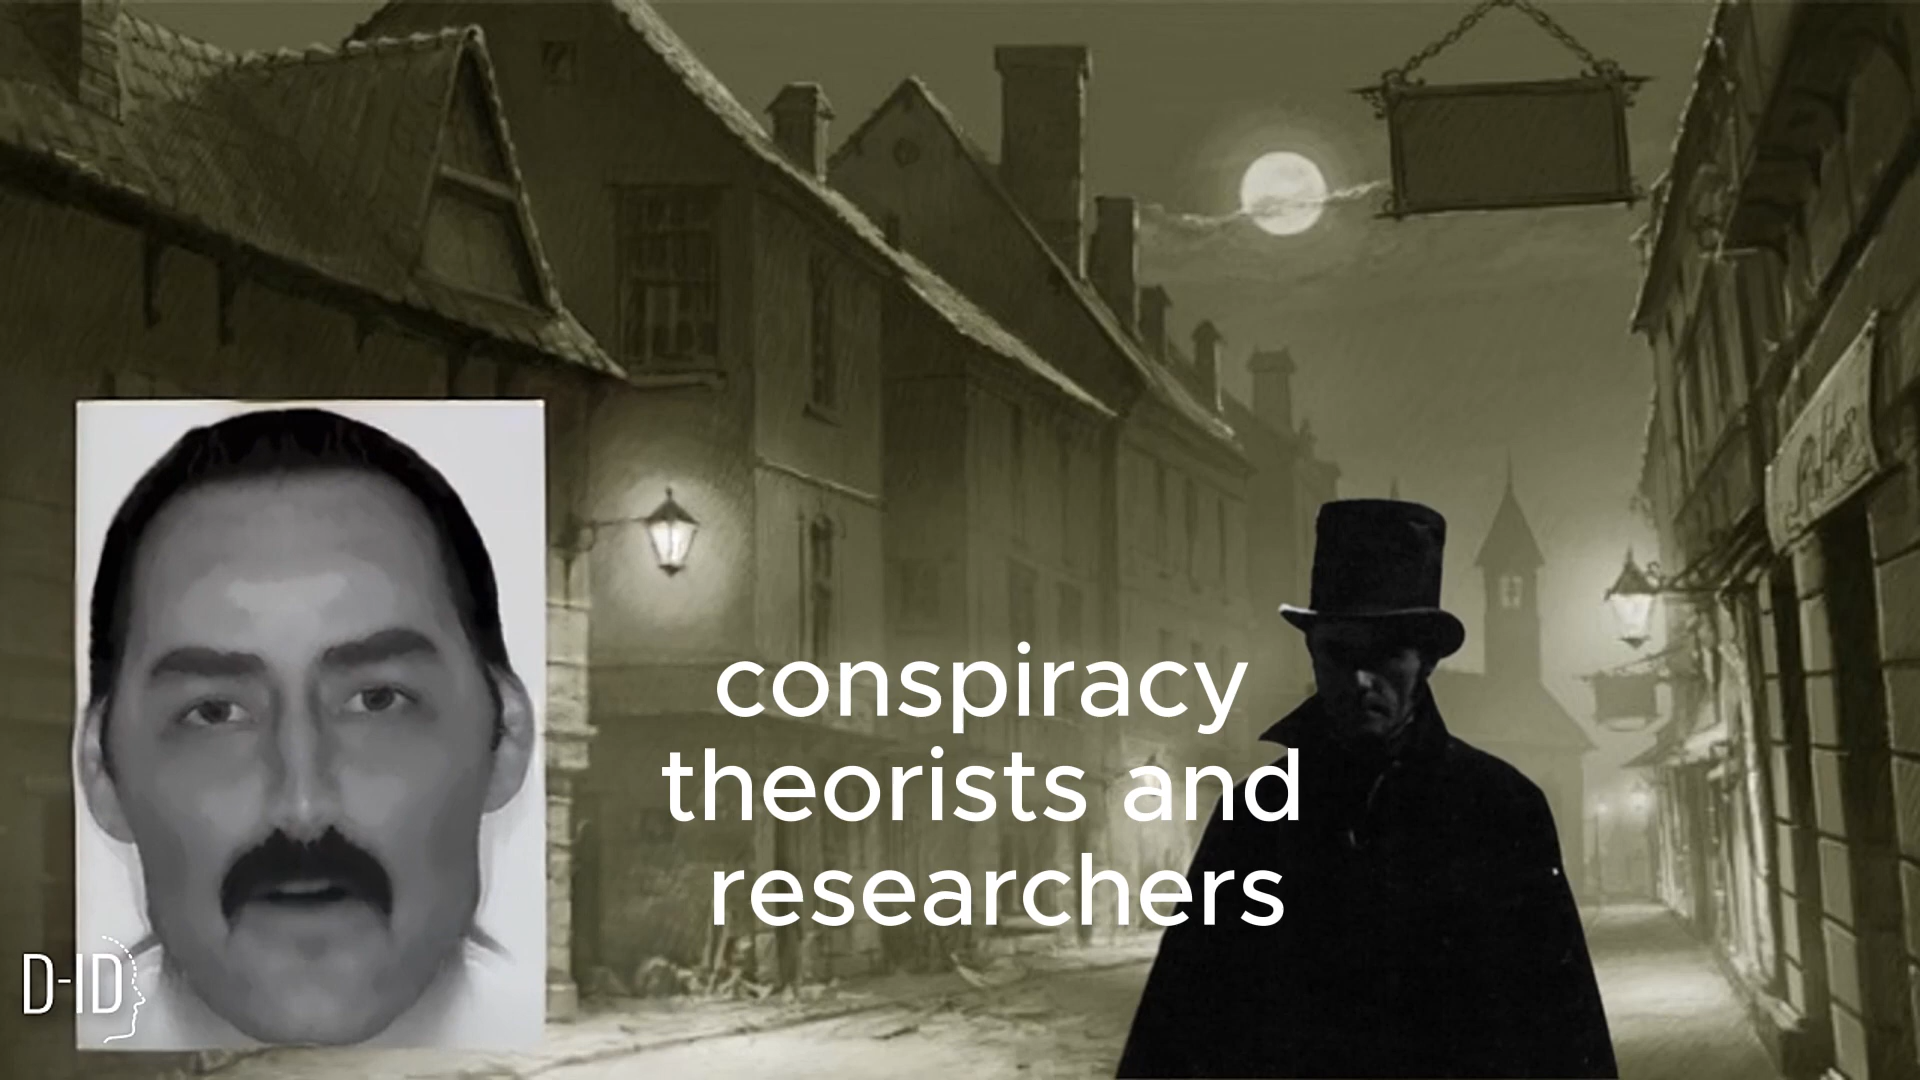 conspiracy
theorists and
researchers
D-ID